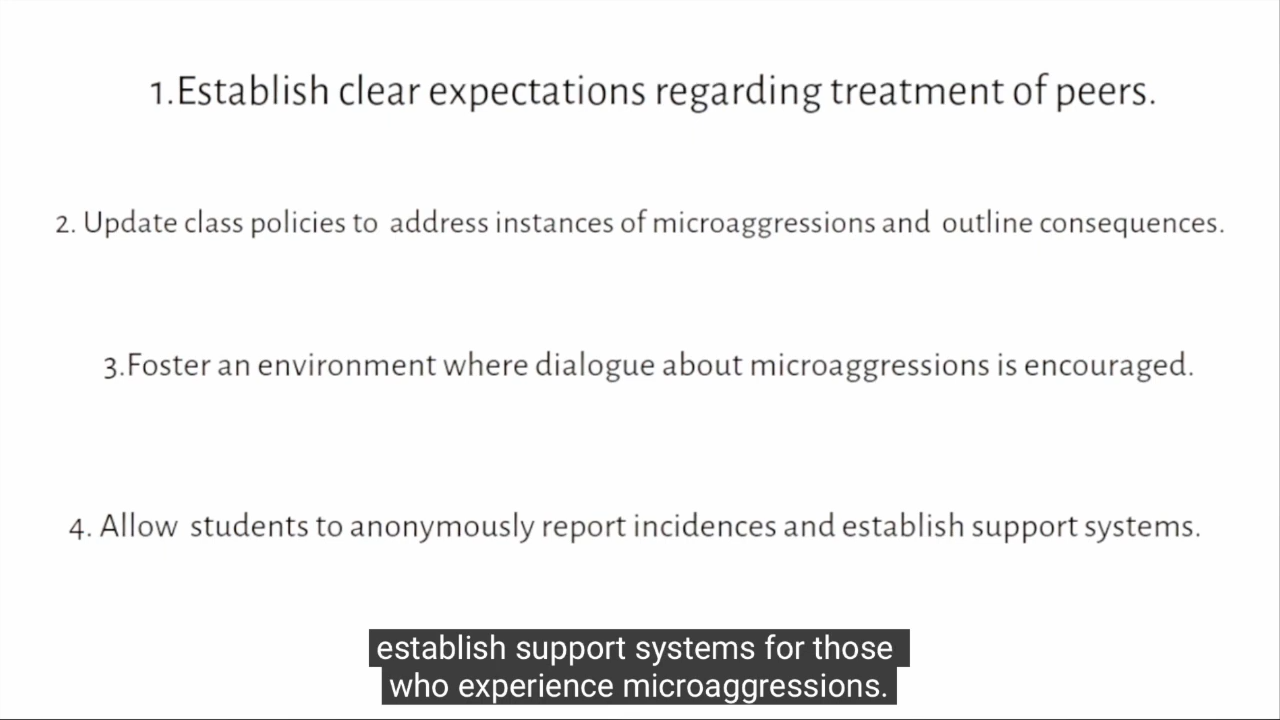 1.Establish clear expectations regarding treatment of peers.
2. Update class policies to address instances of microaggressions and outline consequences.
3.Foster an environment where dialogue about microaggressions is encouraged.
4. Allow students to anonymously report incidences and establish support systems.
establish support systems for those
who experience microaggressions.